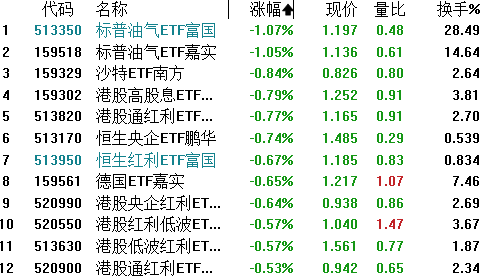 代码 名称 涨幅 现价 量比 换手%
1 513350 标普油气ETF富国 -1.07% 1.197 0.48 28.49
2 159518 标普油气ETF嘉实 -1.05% 1.136 0.61 14.64
3 159329 沙特ETF南方 -0.84% 0.826 0.80 2.64
4 159302 港股高股息ETF... -0.79% 1.252 0.91 3.81
5 513820 港股通红利ET... -0.77% 1.165 0.91 2.70
6 513170 恒生央企ETF鹏华 -0.74% 1.485 0.29 0.539
7 513950 恒生红利ETF富国 -0.67% 1.185 0.83 0.834
8 159561 德国ETF嘉实 -0.65% 1.217 1.07 7.46
9 520990 港股央企红利ET... -0.64% 0.938 0.86 2.69
10 520550 港股红利低波ET... -0.57% 1.040 1.47 3.67
11 513630 港股低波红利ET... -0.57% 1.561 0.77 1.87
12 520900 港股通红利ETF... -0.53% 0.942 0.65 2.34